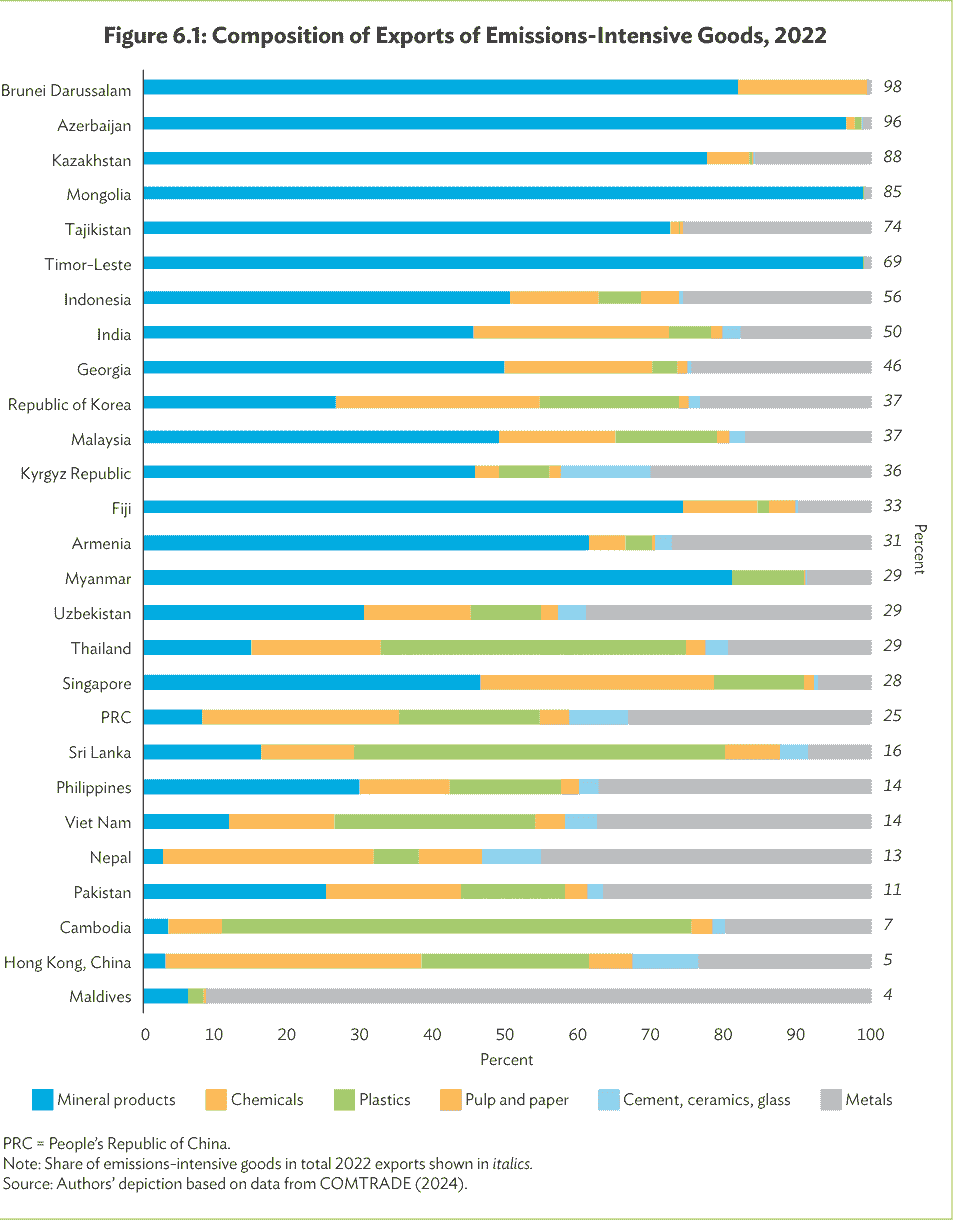 Figure 6.1: Composition of Exports of Emissions-Intensive Goods, 2022
Brunei Darussalam 98
Azerbaijan 96
Kazakhstan 88
Mongolia 85
Tajikistan 74
Timor-Leste 69
Indonesia 56
India 50
Georgia 46
Republic of Korea 37
Malaysia 37
Kyrgyz Republic 36
Fiji 33
Armenia 31
Myanmar 29
Uzbekistan 29
Thailand 29
Singapore 28
PRC 25
Sri Lanka 16
Philippines 14
Viet Nam 14
Nepal 13
Pakistan 11
Cambodia 7
Hong Kong, China 5
Maldives 4
Percent
0 10 20 30 40 50 60 70 80 90 100
Percent
Mineral products Chemicals Plastics Pulp and paper Cement, ceramics, glass Metals
PRC = People's Republic of China.
Note: Share of emissions-intensive goods in total 2022 exports shown in italics.
Source: Authors' depiction based on data from COMTRADE (2024).